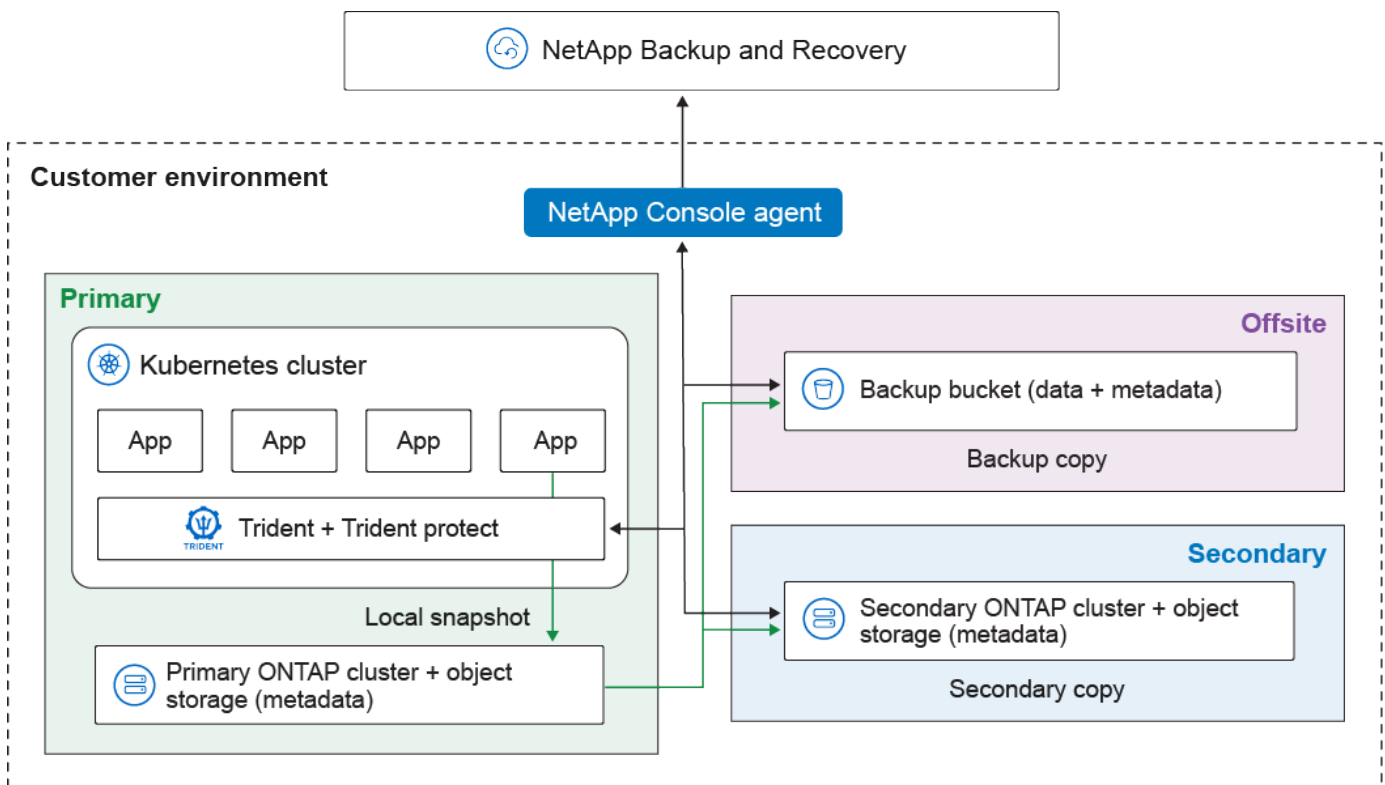 NetApp Backup and Recovery
Customer environment
NetApp Console agent
Primary
Kubernetes cluster
App
App
App
App
TRIDENT
Trident + Trident protect
Local snapshot
Primary ONTAP cluster + object
storage (metadata)
Offsite
Backup bucket (data + metadata)
Backup copy
Secondary
Secondary ONTAP cluster + object
storage (metadata)
Secondary copy